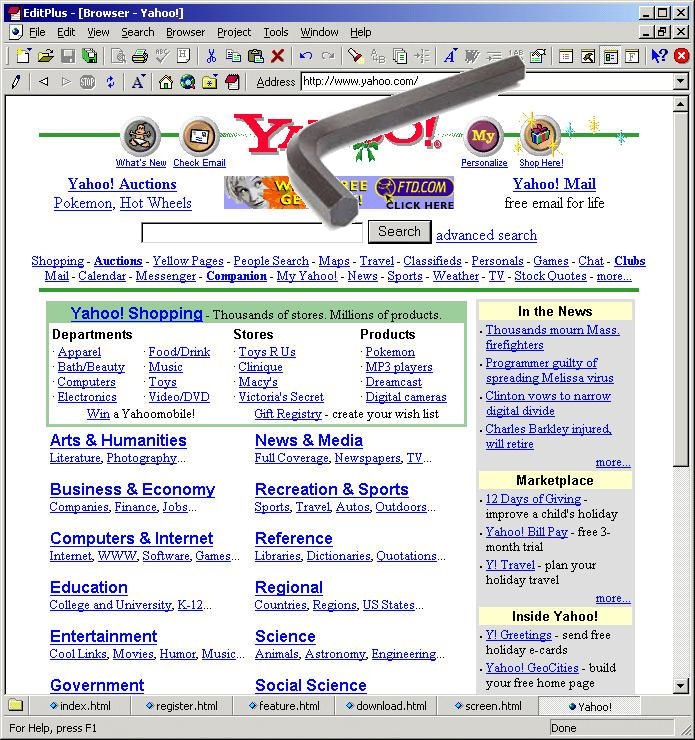 EditPlus - [Browser - Yahoo!]
File Edit View Search Browser Project Tools Window Help
Address http://www.yahoo.com/
YAHOO!
My
What's New Check Email Personalize Shop Here!
Yahoo! Auctions
Pokemon, Hot Wheels
FTD.COM
CLICK HERE
Yahoo! Mail
free email for life
Search advanced search
Shopping - Auctions - Yellow Pages - People Search - Maps - Travel - Classifieds - Personals - Games - Chat - Clubs
Mail - Calendar - Messenger - Companion - My Yahoo! - News - Sports - Weather - TV - Stock Quotes - more...
Yahoo! Shopping - Thousands of stores. Millions of products.
Departments Stores Products
· Apparel · Food/Drink · Toys R Us · Pokemon
· Bath/Beauty · Music · Clinique · MP3 players
· Computers · Toys · Macy's · Dreamcast
· Electronics · Video/DVD · Victoria's Secret · Digital cameras
Win a Yahoomobile! Gift Registry - create your wish list
Arts & Humanities
Literature, Photography...
News & Media
Full Coverage, Newspapers, TV...
Business & Economy
Companies, Finance, Jobs...
Recreation & Sports
Sports, Travel, Autos, Outdoors...
Computers & Internet
Internet, WWW, Software, Games...
Reference
Libraries, Dictionaries, Quotations...
Education
College and University, K-12...
Regional
Countries, Regions, US States...
Entertainment
Cool Links, Movies, Humor, Music...
Science
Animals, Astronomy, Engineering...
Government
Social Science
In the News
· Thousands mourn Mass.
firefighters
· Programmer guilty of
spreading Melissa virus
· Clinton vows to narrow
digital divide
· Charles Barkley injured,
will retire
more...
Marketplace
· 12 Days of Giving -
improve a child's holiday
· Yahoo! Bill Pay - free 3-
month trial
· Y! Travel - plan your
holiday travel
more...
Inside Yahoo!
· Y! Greetings - send free
holiday e-cards
· Yahoo! GeoCities - build
your free home page
index.html register.html feature.html download.html screen.html Yahoo!
For Help, press F1 Done